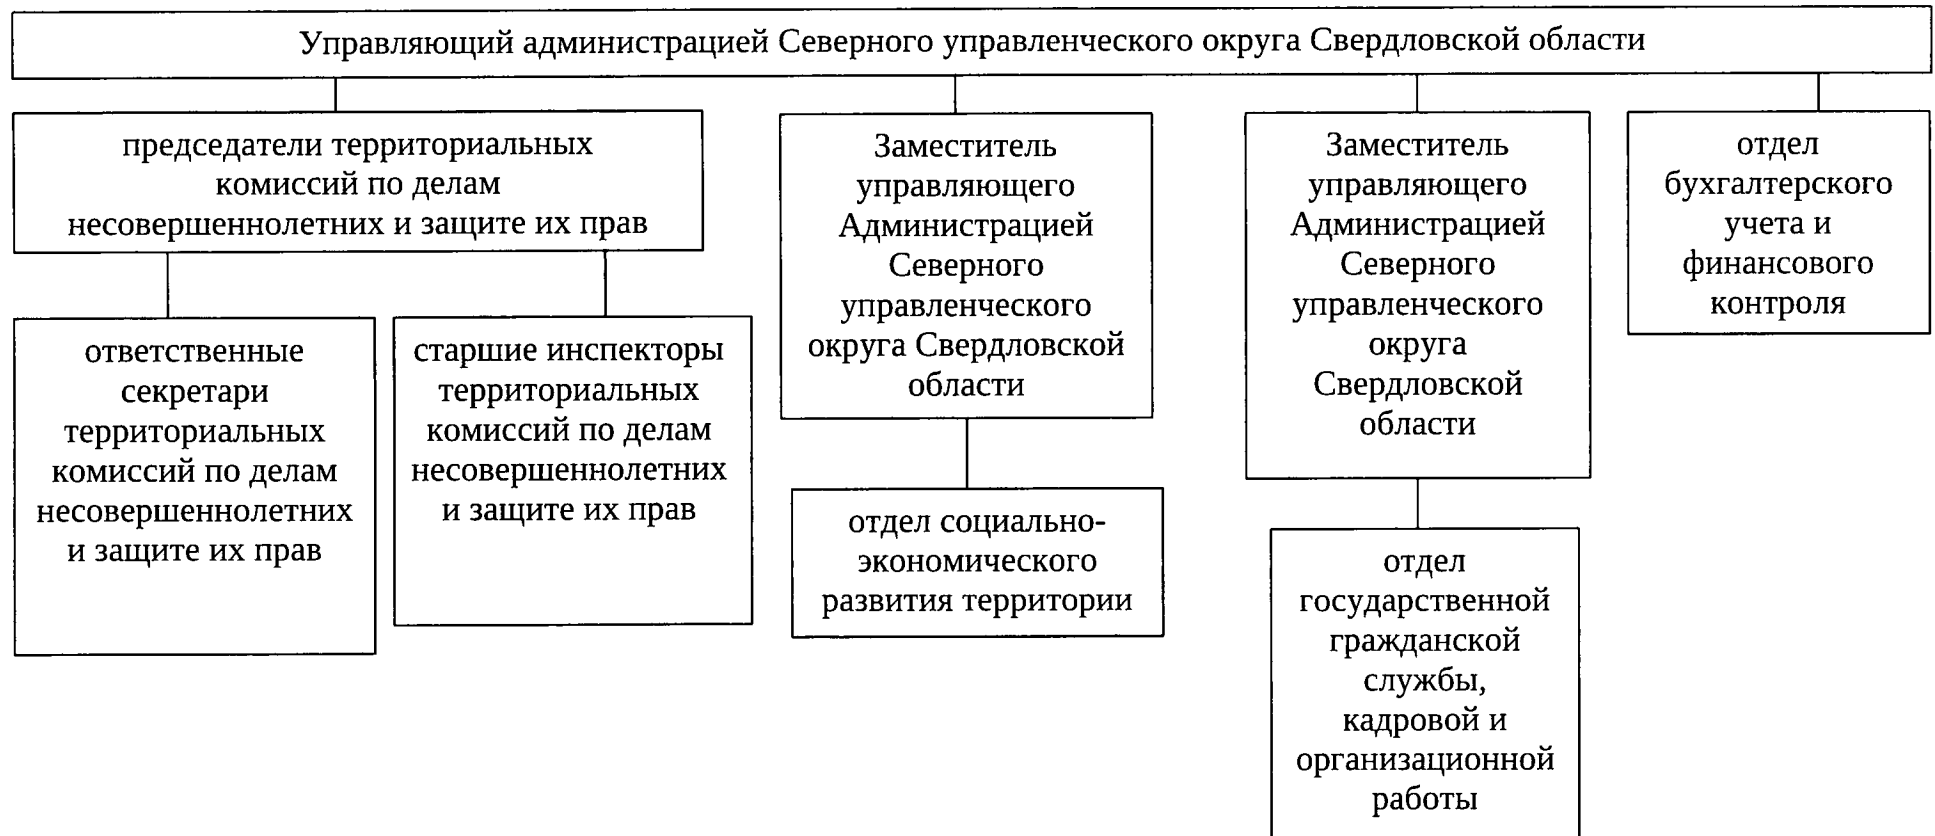 Управляющий администрацией Северного управленческого округа Свердловской области
председатели территориальных
комиссий по делам
несовершеннолетних и защите их прав
ответственные
секретари
территориальных
комиссий по делам
несовершеннолетних
и защите их прав
старшие инспекторы
территориальных
комиссий по делам
несовершеннолетних
и защите их прав
Заместитель
управляющего
Администрацией
Северного
управленческого
округа Свердловской
области
отдел социально-
экономического
развития территории
Заместитель
управляющего
Администрацией
Северного
управленческого
округа
Свердловской
области
отдел
государственной
гражданской
службы,
кадровой и
организационной
работы
отдел
бухгалтерского
учета и
финансового
контроля